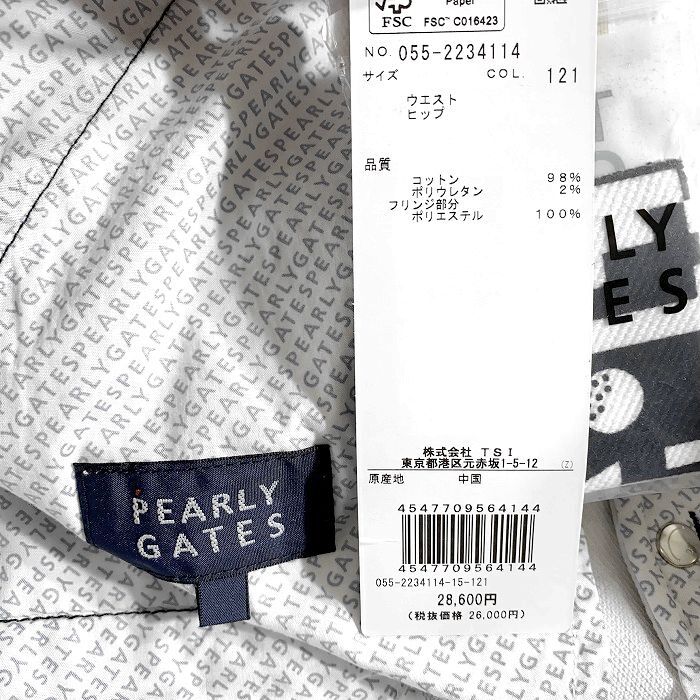 Paper
FSC FSC™ C016423
NO. 055-2234114
サイズ COL. 121
ウエスト
ヒップ
品質
コットン 98%
ポリウレタン 2%
フリンジ部分
ポリエステル 100%
株式会社 TSI
東京都港区元赤坂1-5-12 (Z)
原産地 中国
4547709564144
4547709564144
055-2234114-15-121
28,600円
(税抜価格 26,000円)
PEARLY
GATES
LY
ES
PEARLYGATESPEARLYGATESPEARLYGATES